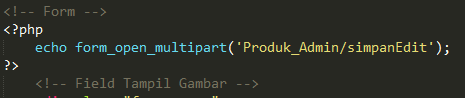 <!-- Form -->
<?php
echo form_open_multipart('Produk_Admin/simpanEdit');
?>
<!-- Field Tampil Gambar -->